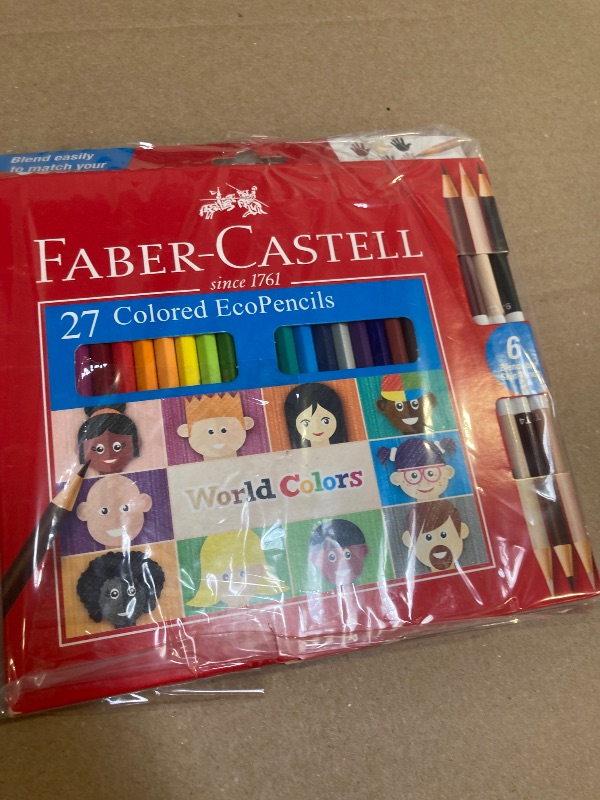 Blend easily
to match your
FABER-CASTELL
since 1761
27 Colored EcoPencils
6
World Colors